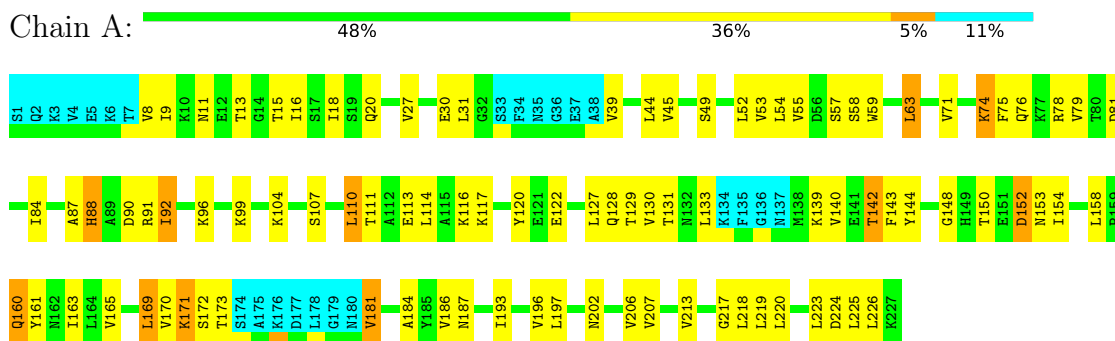 Chain A:
48% 36% 5% 11%
S1 Q2 K3 V4 E5 K6 T7 V8 I9 K10 N11 E12 T13 G14 T15 I16 S17 I18 S19 Q20 V27 E30 L31 G32 S33 F34 N35 G36 E37 A38 V39 L44 V45 S49 L52 V53 L54 V55 D56 S57 S58 W59 L63 V71 K74 F75 Q76 K77 R78 V79 T80
I84 A87 H88 A89 D90 R91 I92 K96 K99 K104 S107 L110 T111 A112 E113 L114 A115 K116 K117 Y120 E121 E122 L127 Q128 T129 V130 T131 N132 L133 K134 F135 G136 N137 M138 K139 V140 E141 T142 F143 Y144 G148 H149 T150 E151 D152 N153 I154 L158
Q160 Y161 N162 I163 L164 V165 L169 V170 K171 S172 T173 S174 A175 K176 D177 L178 G179 N180 V181 A184 Y185 V186 N187 I193 V196 L197 N202 V206 V207 V213 G217 L218 L219 L220 L223 D224 L225 L226 K227